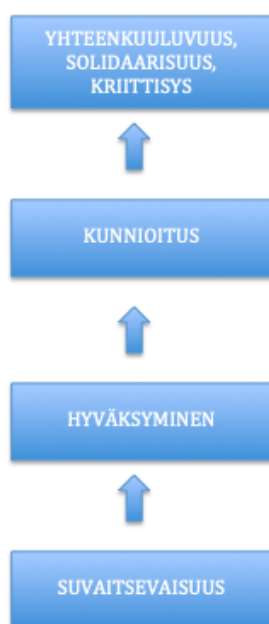 YHTEENKUULUVUUS,
SOLIDAARISUUS,
KRIITTISYS
KUNNIOITUS
HYVÄKSYMINEN
SUVAITSEVAISUUS